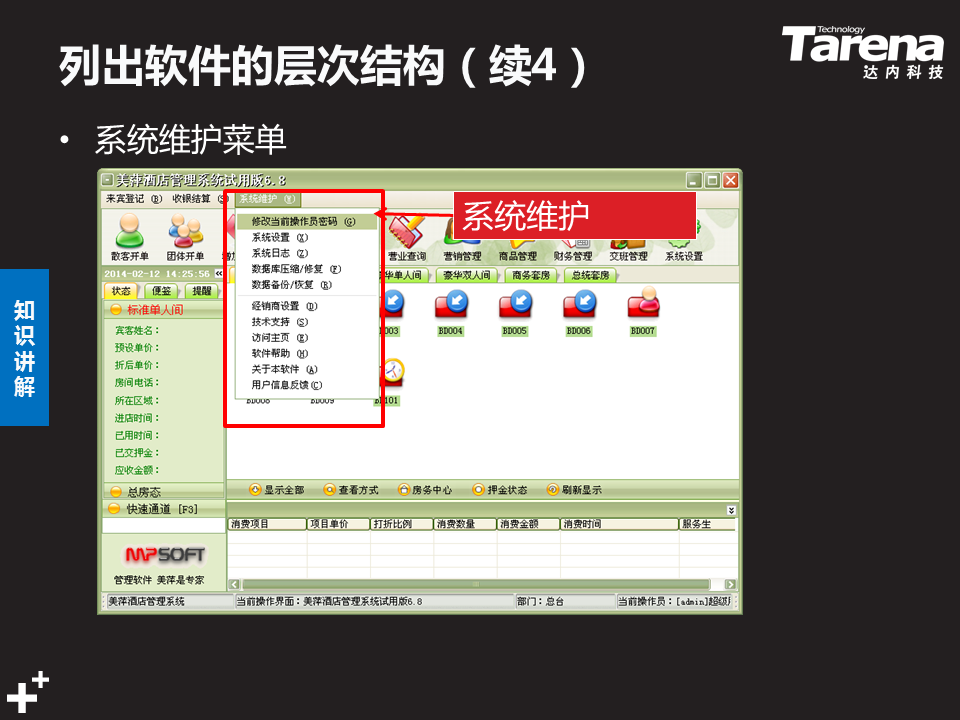 列出软件的层次结构（续4）
Technology
Tarena
达内科技
• 系统维护菜单
知识讲解
美萍酒店管理系统试用版6.8
来宾登记 (B) 收银结算 (S) 系统维护 (Y)
系统维护
修改当前操作员密码 (G)
系统设置 (X)
系统日志 (Z)
数据库压缩/修复 (F)
数据备份/恢复 (R)
经销商设置 (D)
技术支持 (S)
访问主页 (E)
软件帮助 (H)
关于本软件 (A)
用户信息反馈(C)
散客开单 团体开单 营业查询 营销管理 商品管理 财务管理 交班管理 系统设置
2014-02-12 14:25:56 «
状态 便签 提醒
华单人间 豪华双人间 商务套房 总统套房
标准单人间
宾客姓名：
预设单价：
折后单价：
房间电话：
所在区域：
进店时间：
已用时间：
已交押金：
应收金额：
003 BD004 BD005 BD006 BD007
BD008 BD009 BD101
总房态
快速通道 [F3]
显示全部 查看方式 房务中心 押金状态 刷新显示
消费项目 项目单价 打折比例 消费数量 消费金额 消费时间 服务生
MPSOFT
管理软件 美萍是专家
美萍酒店管理系统 当前操作界面：美萍酒店管理系统试用版6.8 部门：总台 当前操作员：[admin]超级